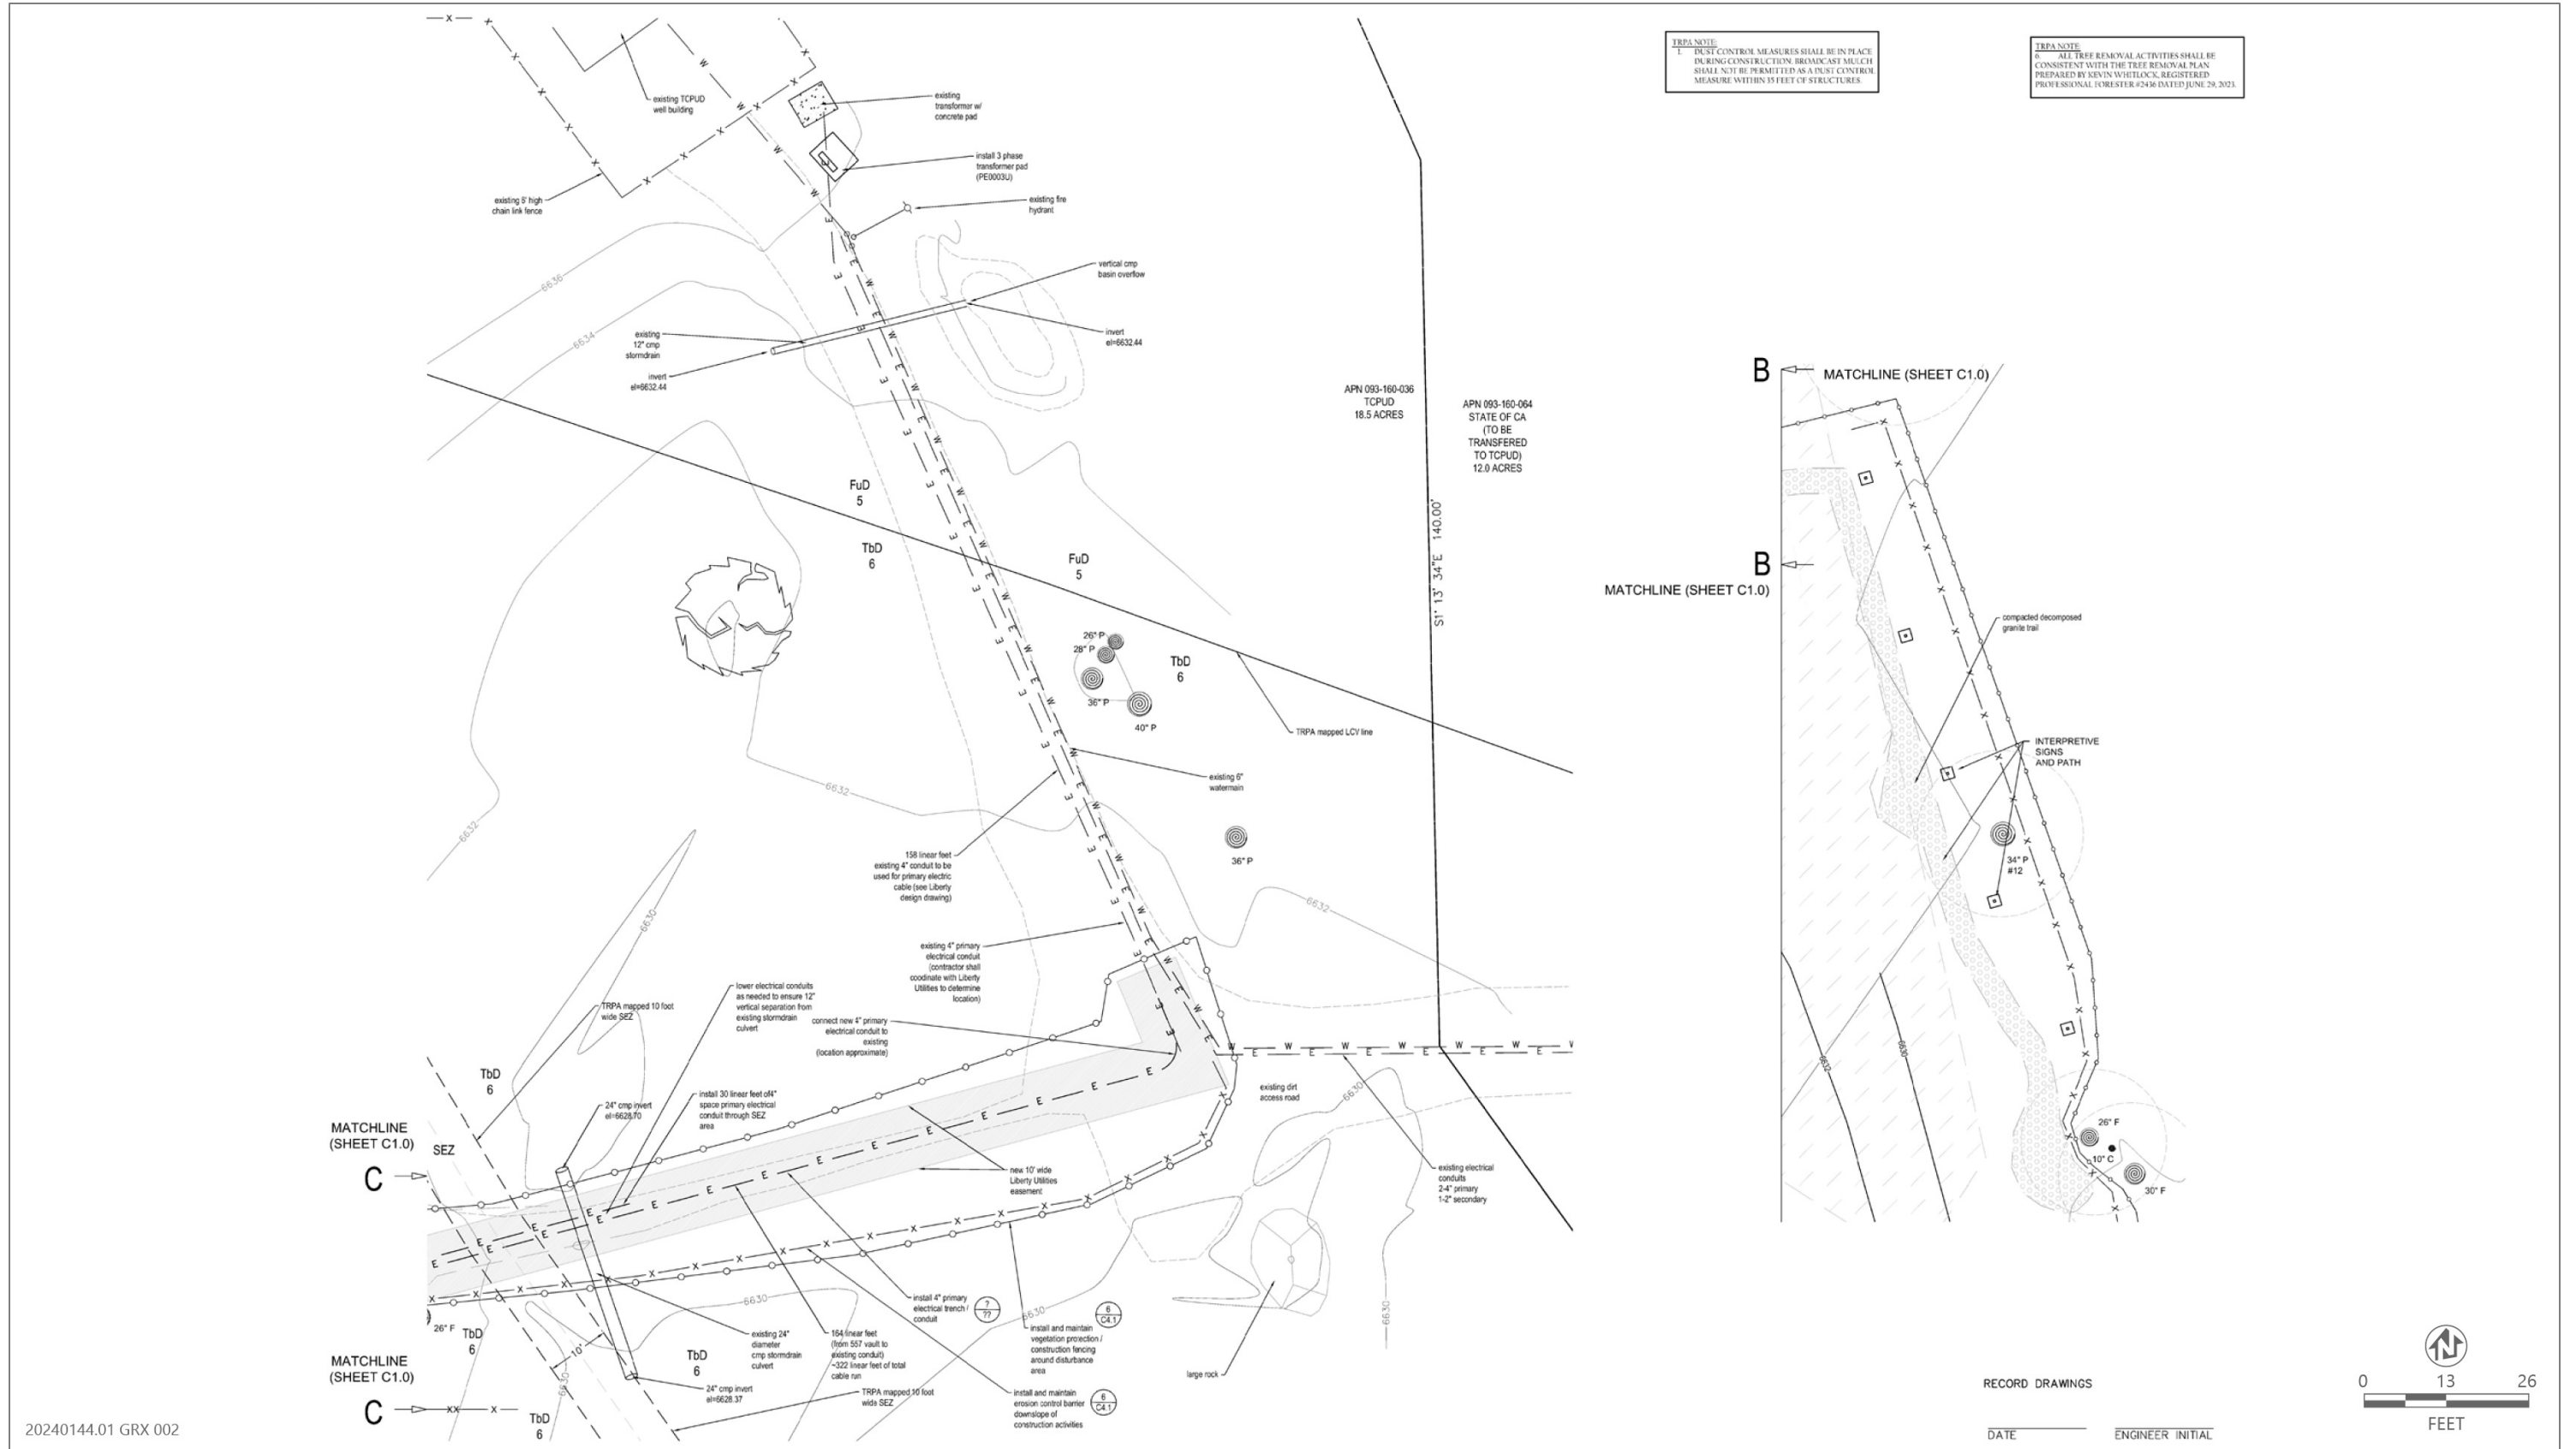 TRPA NOTE:
1. DUST CONTROL MEASURES SHALL BE IN PLACE
DURING CONSTRUCTION. BROADCAST MULCH
SHALL NOT BE PERMITTED AS A DUST CONTROL
MEASURE WITHIN 35 FEET OF STRUCTURES.
TRPA NOTE
6. ALL TREE REMOVAL ACTIVITIES SHALL BE
CONSISTENT WITH THE TREE REMOVAL PLAN
PREPARED BY KEVIN WHITLOCK, REGISTERED
PROFESSIONAL FORESTER #2436 DATED JUNE 29, 2023.
existing TCPUD
well building
existing
transformer w/
concrete pad
install 3 phase
transformer pad
(PE0003U)
existing 6' high
chain link fence
existing fire
hydrant
vertical cmp
basin overflow
6636
6634
existing
12" cmp
stormdrain
invert
el=6632.44
invert
el=6632.44
APN 093-160-036
TCPUD
18.5 ACRES
APN 093-160-064
STATE OF CA
(TO BE
TRANSFERED
TO TCPUD)
12.0 ACRES
S1° 13' 34"E 140.00'
B
MATCHLINE (SHEET C1.0)
B
MATCHLINE (SHEET C1.0)
FuD
5
TbD
6
FuD
5
TbD
6
26" P
28" P
36" P
40" P
TRPA mapped LCV line
existing 6"
watermain
6632
6632
36" P
158 linear feet
existing 4" conduit to be
used for primary electric
cable (see Liberty
design drawing)
6632
6630
existing 4" primary
electrical conduit
(contractor shall
coodinate with Liberty
Utilities to determine
location)
lower electrical conduits
as needed to ensure 12"
vertical separation from
existing stormdrain
culvert
connect new 4" primary
electrical conduit to
existing
(location approximate)
TRPA mapped 10 foot
wide SEZ
TbD
6
24" cmp invert
el=6628.70
install 30 linear feet of4"
space primary electrical
conduit through SEZ
area
existing dirt
access road
6630
MATCHLINE
(SHEET C1.0)
C
SEZ
new 10' wide
Liberty Utilities
easement
existing electrical
conduits
2-4" primary
1-2" secondary
install 4" primary
electrical trench /
conduit
?
??
6
C4.1
install and maintain
vegetation protection /
construction fencing
around disturbance
area
6630
6630
6630
26" F
TbD
6
10'
existing 24"
diameter
cmp stormdrain
culvert
164 linear feet
(from 557 vault to
existing conduit)
~322 linear feet of total
cable run
TbD
6
24" cmp invert
el=6628.37
TRPA mapped 10 foot
wide SEZ
install and maintain
erosion control barrier
downslope of
construction activities
6
C4.1
large rock
MATCHLINE
(SHEET C1.0)
C
6630
TbD
6
compacted decomposed
granite trail
INTERPRETIVE
SIGNS
AND PATH
34" P
#12
6632
6630
26" F
10" C
30" F
RECORD DRAWINGS
DATE
ENGINEER INITIAL
N
0 13 26
FEET
20240144.01 GRX 002